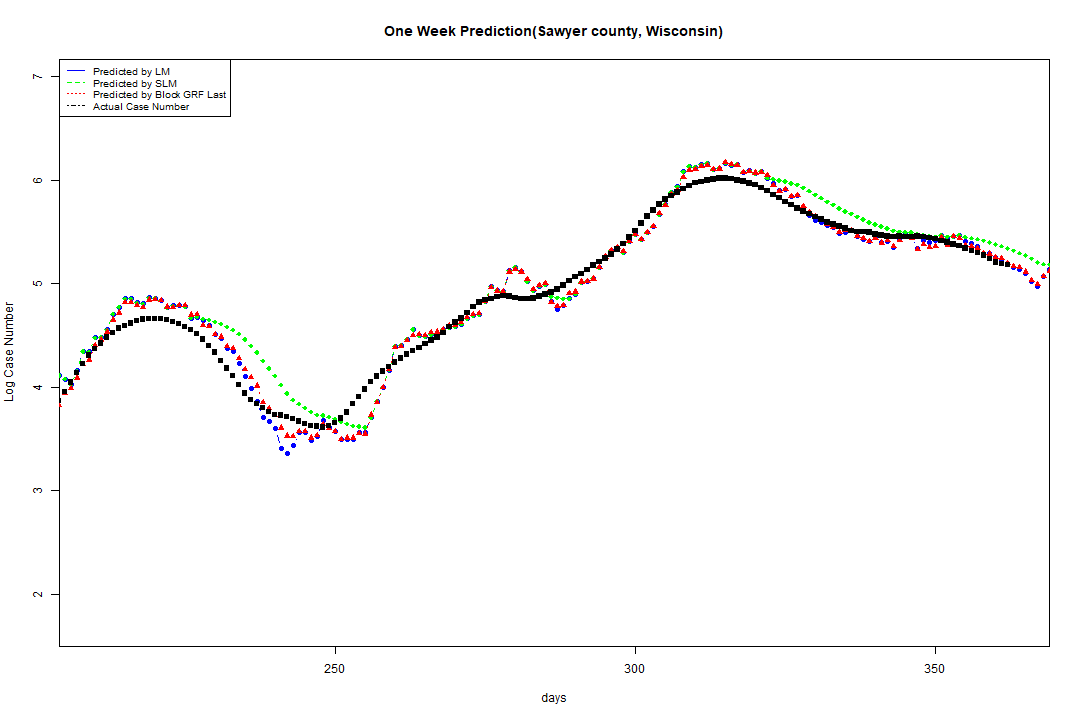 One Week Prediction(Sawyer county, Wisconsin)
Predicted by LM
Predicted by SLM
Predicted by Block GRF Last
Actual Case Number
7
6
5
4
3
2
Log Case Number
250 300 350
days